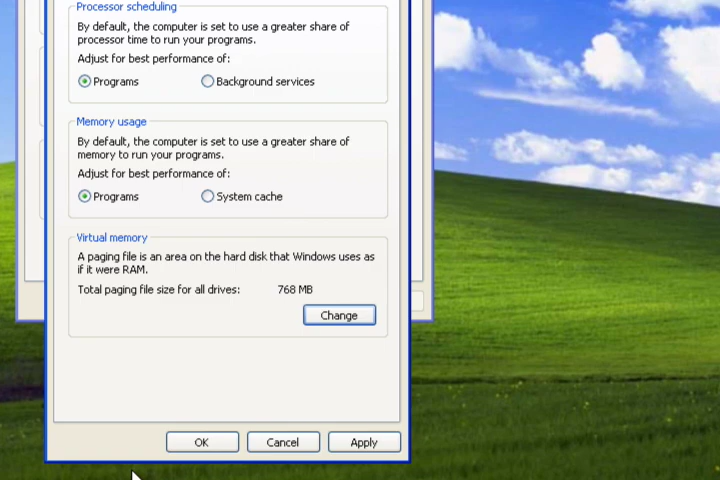 Processor scheduling
By default, the computer is set to use a greater share of
processor time to run your programs.
Adjust for best performance of:
Programs Background services
Memory usage
By default, the computer is set to use a greater share of
memory to run your programs.
Adjust for best performance of:
Programs System cache
Virtual memory
A paging file is an area on the hard disk that Windows uses as
if it were RAM.
Total paging file size for all drives: 768 MB
Change
OK Cancel Apply